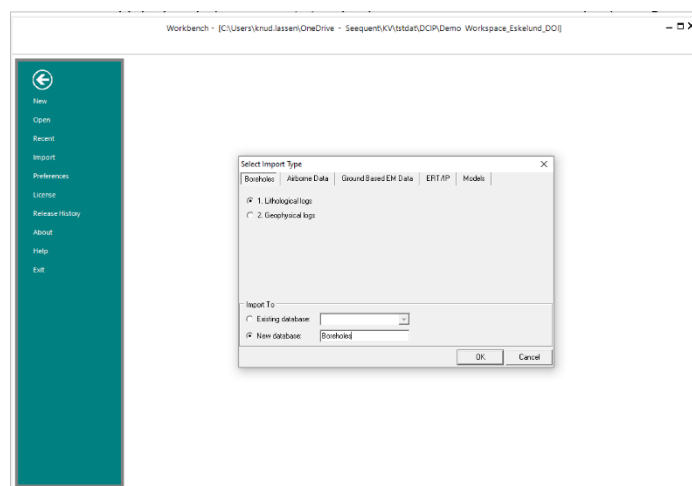 Workbench - [C:\Users\knud.lassen\OneDrive - Seequent\KV\tstdat\DCIP\Demo Workspace_Eskelund_DOI]
New
Open
Recent
Import
Preferences
License
Release History
About
Help
Exit
Select Import Type
Boreholes Airborne Data Ground Based EM Data ERT/IP Models
1. Lithological logs
2. Geophysical logs
Import To
Existing database:
New database: Boreholes
OK Cancel